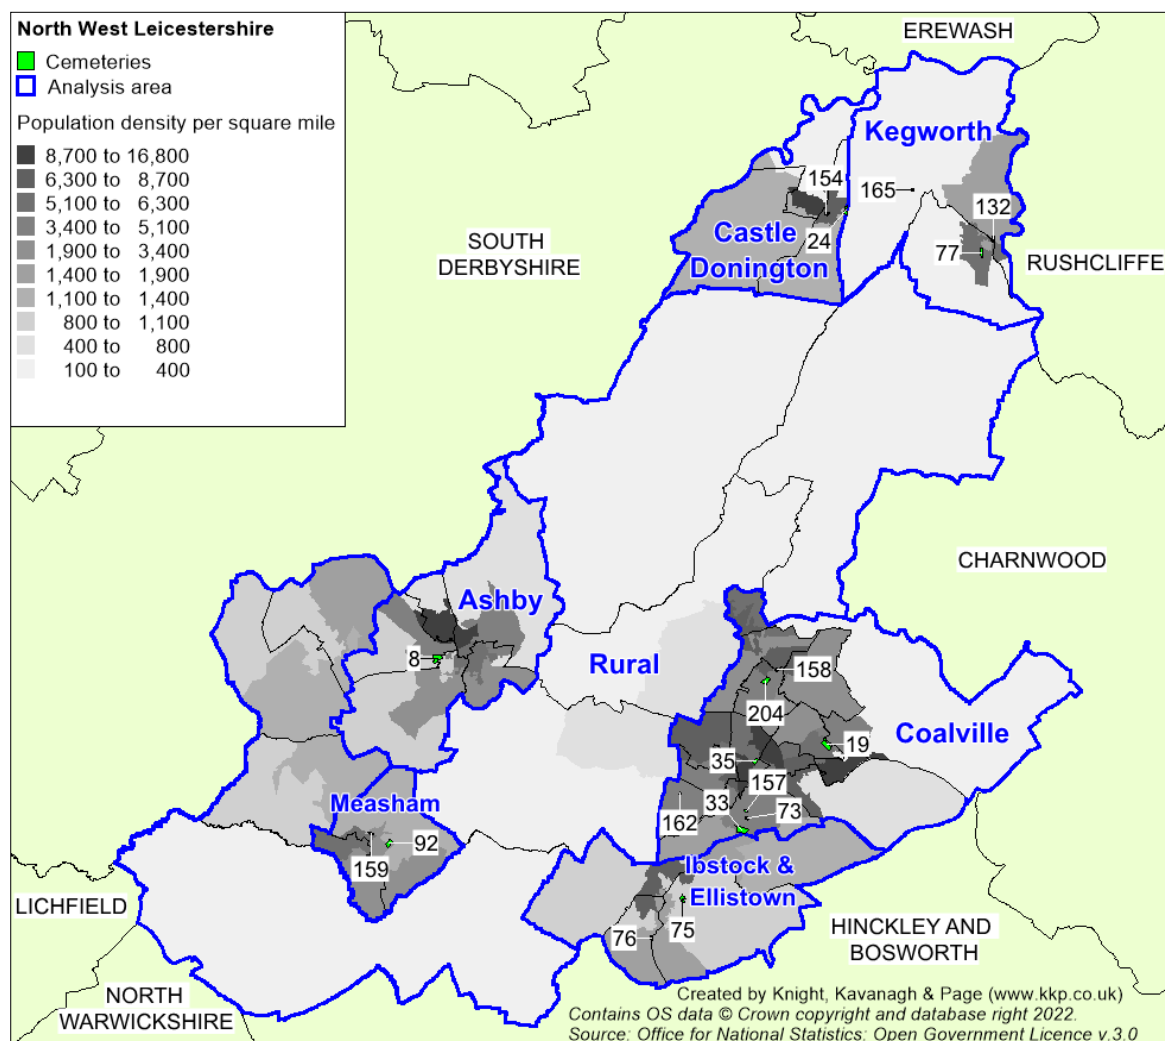 North West Leicestershire
Cemeteries
Analysis area
Population density per square mile
8,700 to 16,800
6,300 to 8,700
5,100 to 6,300
3,400 to 5,100
1,900 to 3,400
1,400 to 1,900
1,100 to 1,400
800 to 1,100
400 to 800
100 to 400
EREWASH
Kegworth
154
165
132
SOUTH
DERBYSHIRE
Castle
Donington
24
77
RUSHCLIFFE
CHARNWOOD
Ashby
8
Rural
158
204
Coalville
19
35
157
33
73
162
Measham
92
159
Ibstock &
Ellistown
76
75
LICHFIELD
HINCKLEY AND
BOSWORTH
NORTH
WARWICKSHIRE
Created by Knight, Kavanagh & Page (www.kkp.co.uk)
Contains OS data © Crown copyright and database right 2022.
Source: Office for National Statistics: Open Government Licence v.3.0